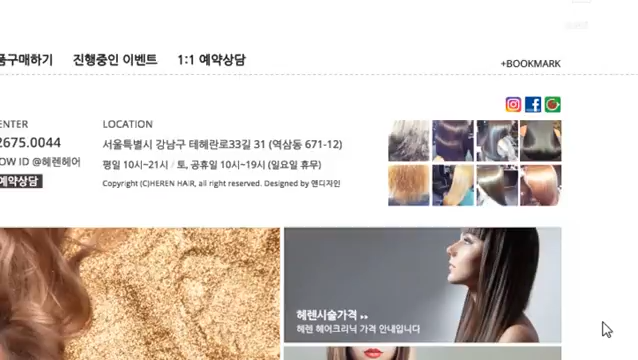 품구매하기 진행중인 이벤트 1:1 예약상담
+BOOKMARK
ENTER
2675.0044
OW ID @헤렌헤어
예약상담
LOCATION
서울특별시 강남구 테헤란로33길 31 (역삼동 671-12)
평일 10시~21시 / 토, 공휴일 10시~19시 (일요일 휴무)
Copyright (C)HEREN HAIR, all right reserved. Designed by 앤디자인
헤렌시술가격 ▸▸
헤렌 헤어크리닉 가격 안내입니다